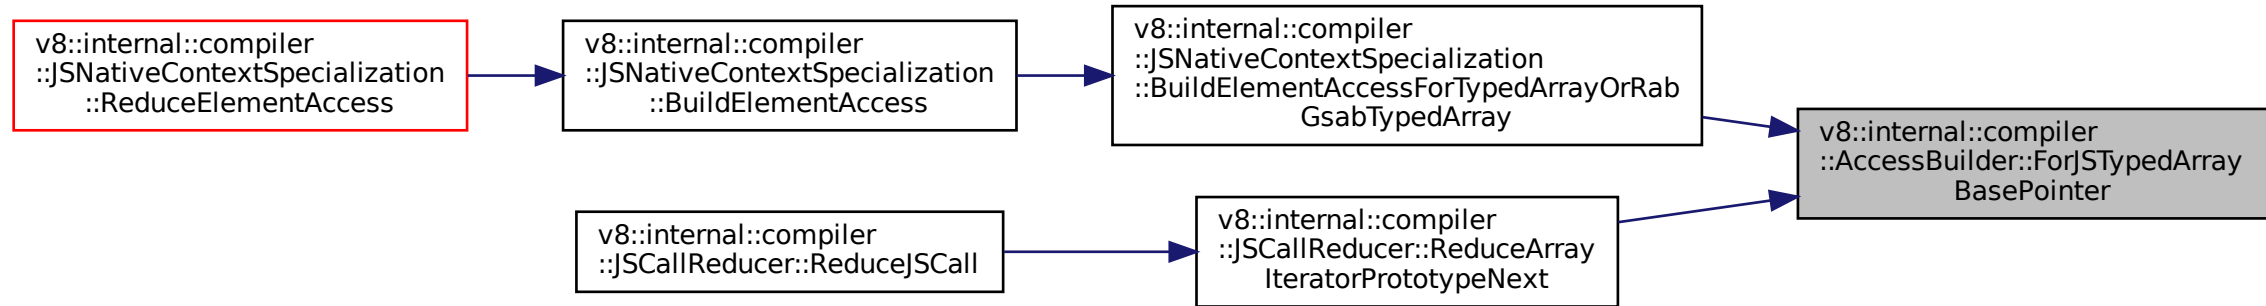 v8::internal::compiler
::JSNativeContextSpecialization
::ReduceElementAccess
v8::internal::compiler
::JSNativeContextSpecialization
::BuildElementAccess
v8::internal::compiler
::JSNativeContextSpecialization
::BuildElementAccessForTypedArrayOrRab
GsabTypedArray
v8::internal::compiler
::AccessBuilder::ForJSTypedArray
BasePointer
v8::internal::compiler
::JSCallReducer::ReduceJSCall
v8::internal::compiler
::JSCallReducer::ReduceArray
IteratorPrototypeNext